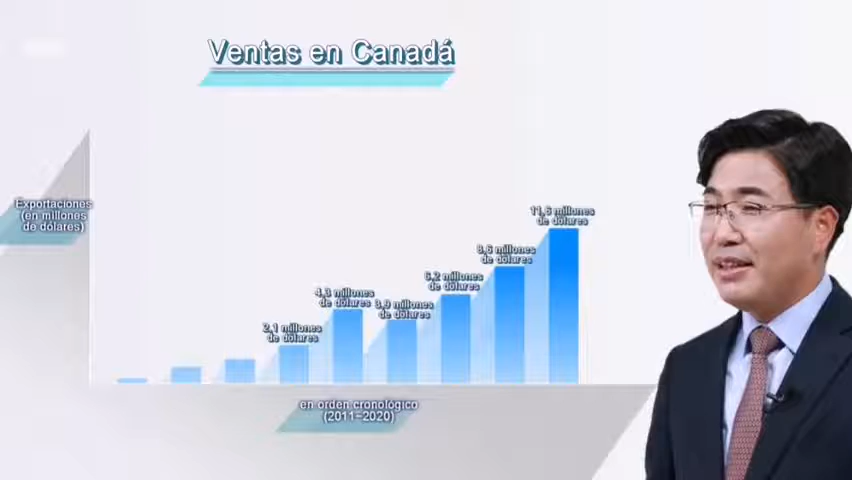 Ventas en Canadá
Exportaciones
(en millones
de dólares)
11,6 millones
de dólares
8,6 millones
de dólares
6,2 millones
de dólares
4,3 millones
de dólares
3,9 millones
de dólares
2,1 millones
de dólares
en orden cronológico
(2011-2020)